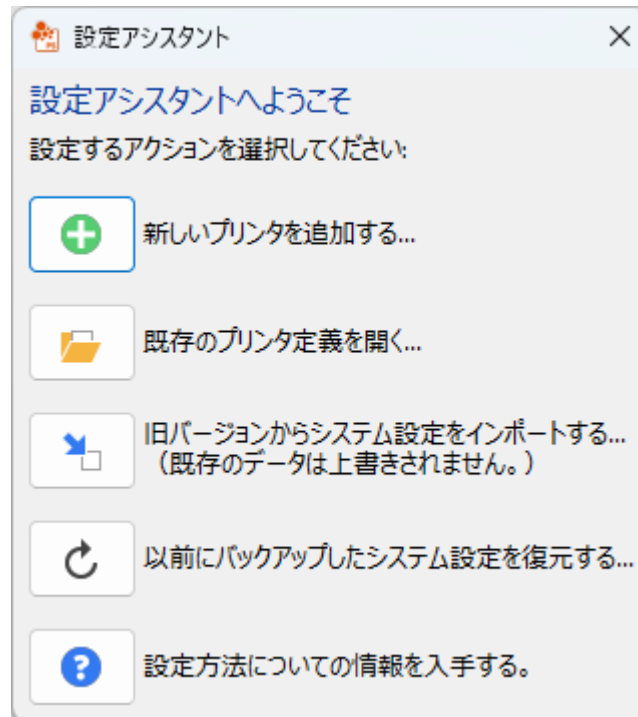 設定アシスタント
設定アシスタントへようこそ
設定するアクションを選択してください:
新しいプリンタを追加する...
既存のプリンタ定義を開く...
旧バージョンからシステム設定をインポートする...
（既存のデータは上書きされません。）
以前にバックアップしたシステム設定を復元する...
設定方法についての情報を入手する。